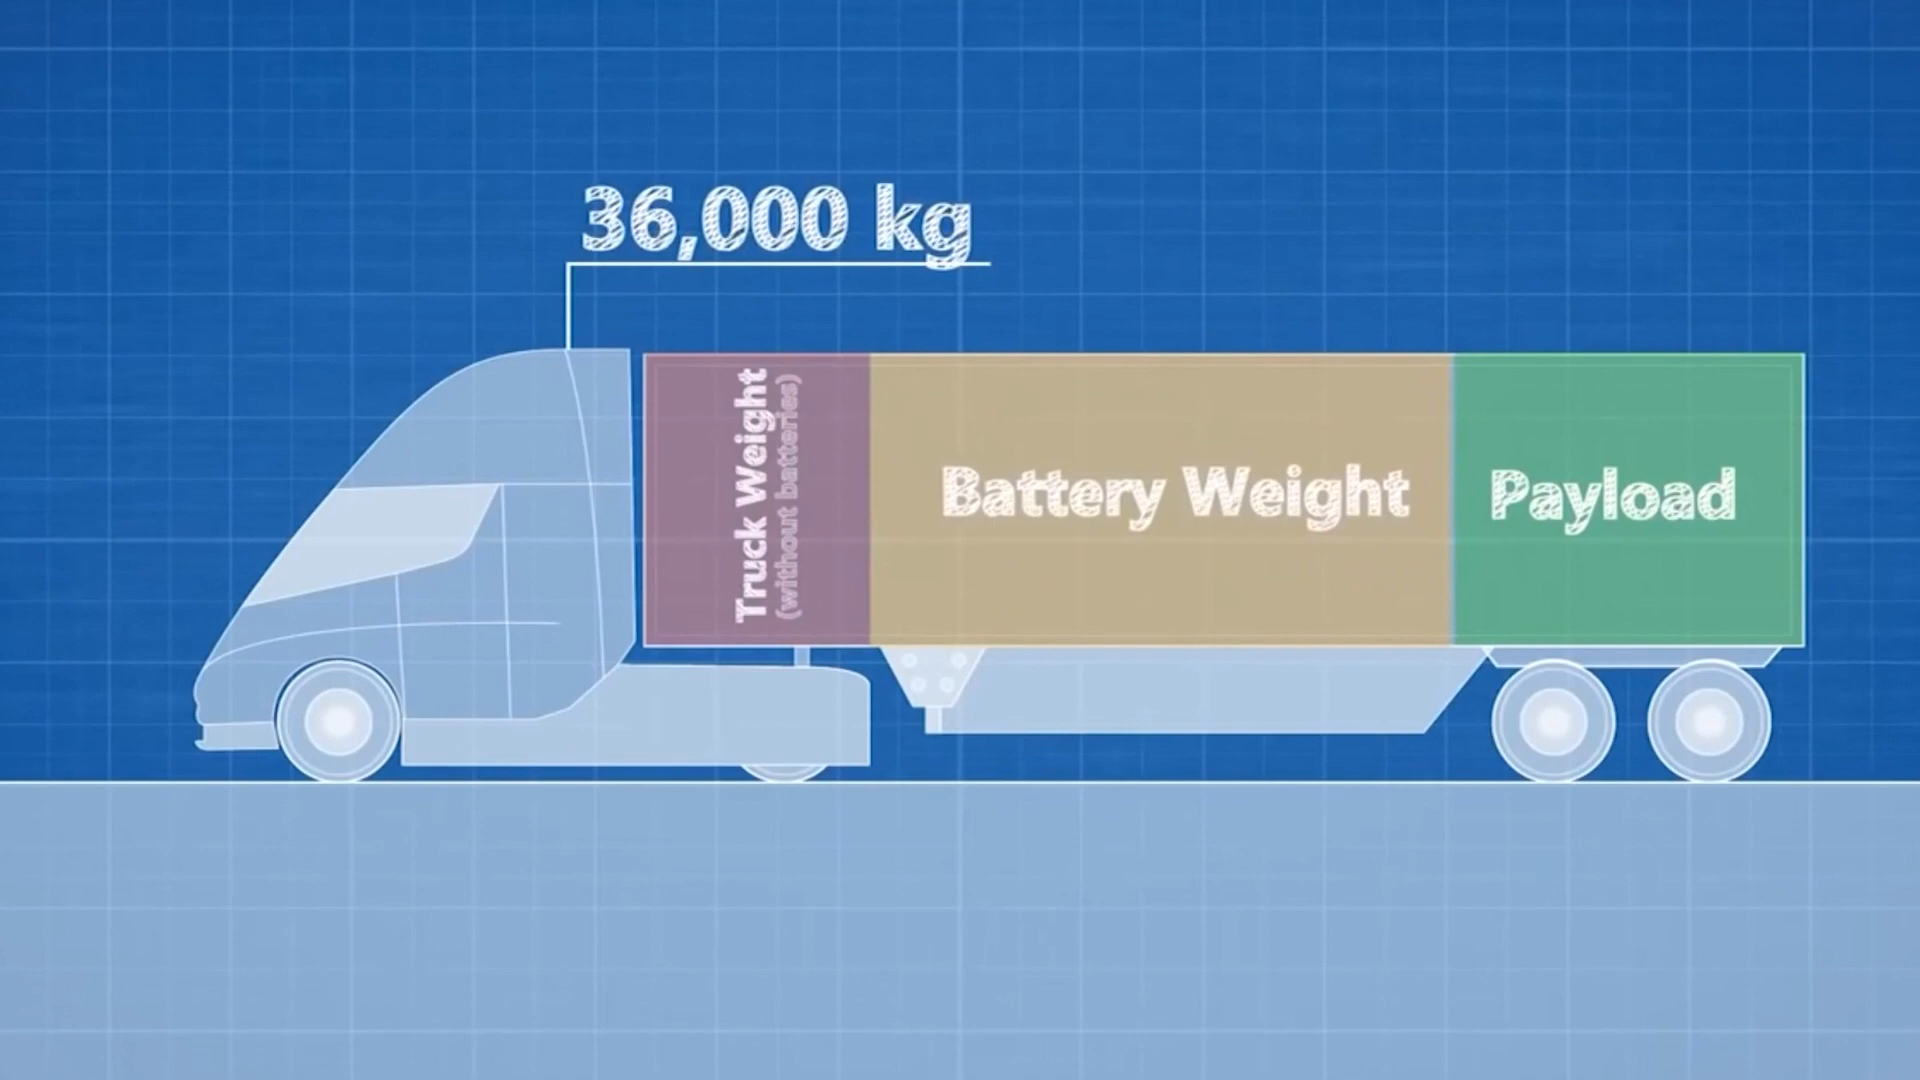 36,000 kg
Truck Weight
(without batteries)
Battery Weight
Payload